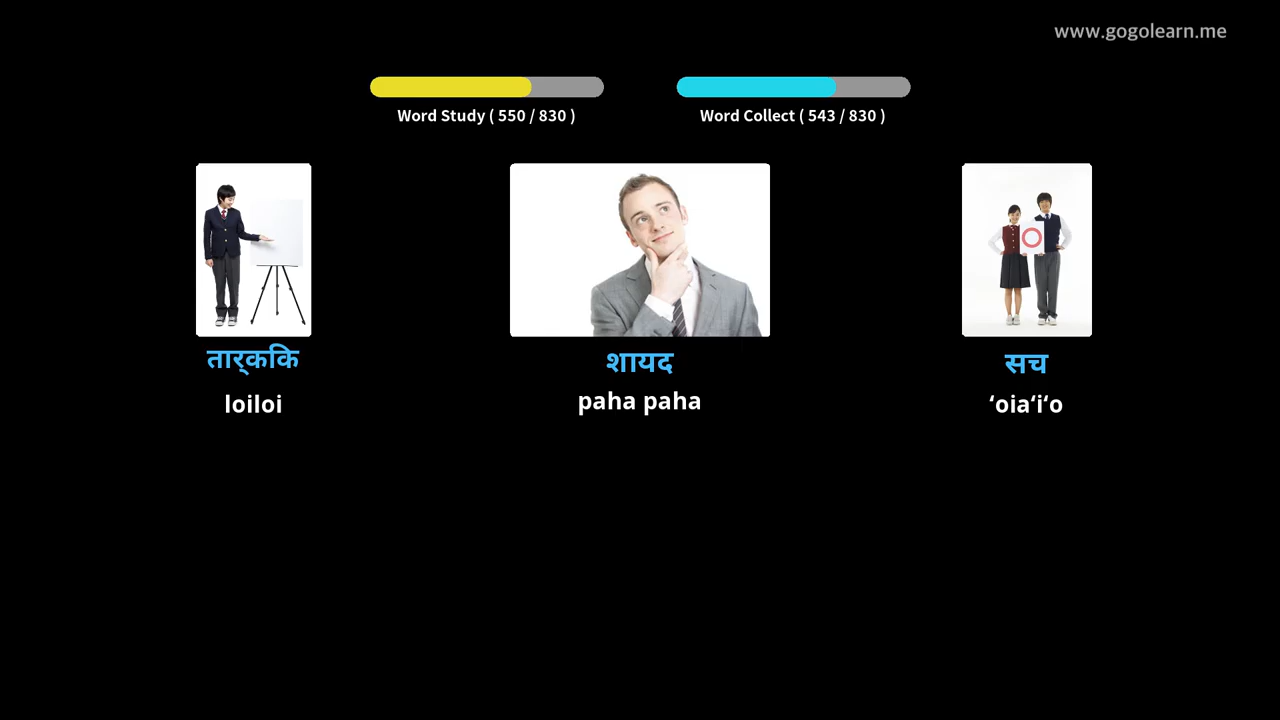 www.gogolearn.me
Word Study ( 550 / 830 )
Word Collect ( 543 / 830 )
तार्ककि
शायद
सच
loiloi
paha paha
ʻoiaʻiʻo